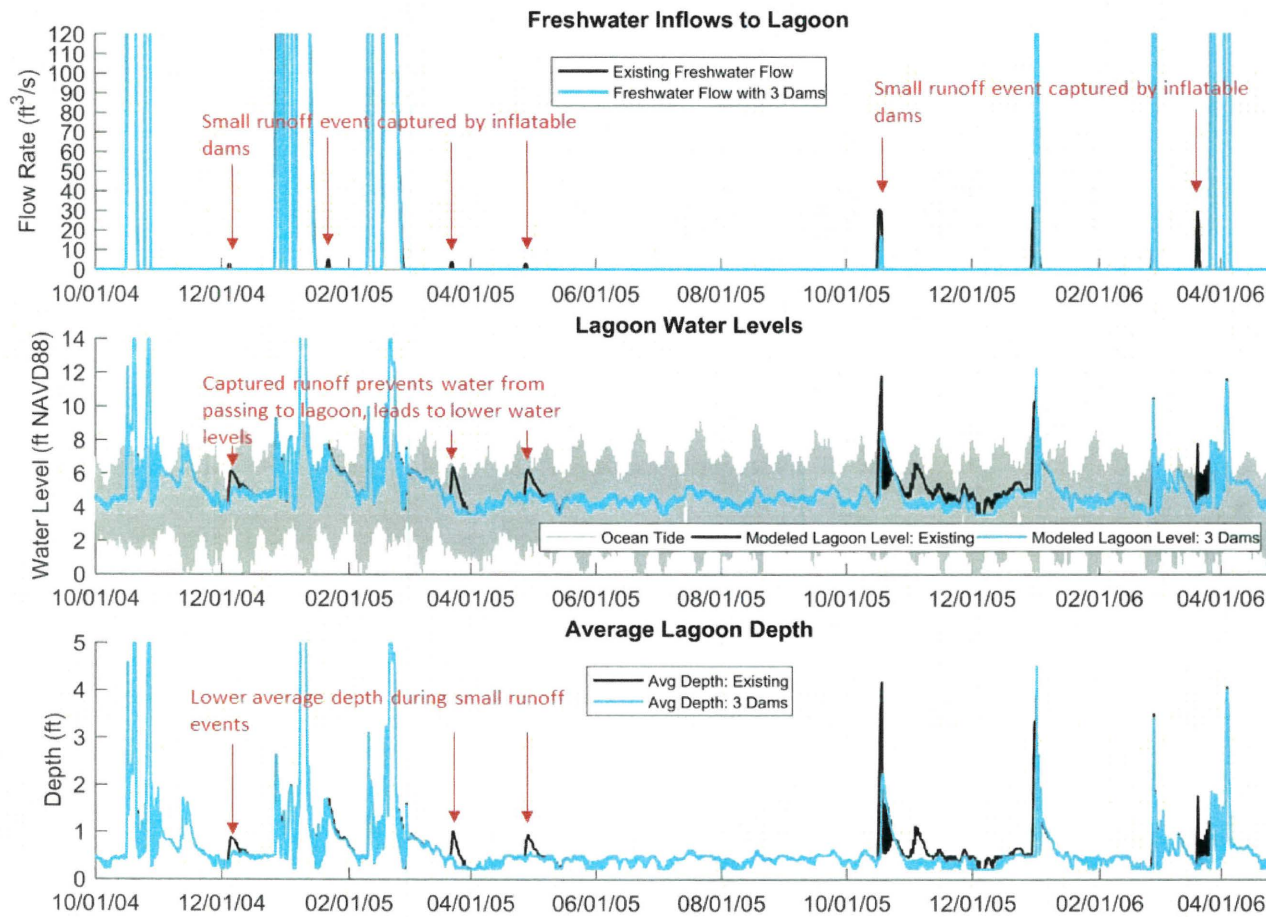 Freshwater Inflows to Lagoon
120
110
100
90
80
70
60
50
40
30
20
10
0
Flow Rate (ft³/s)
Existing Freshwater Flow
Freshwater Flow with 3 Dams
Small runoff event captured by inflatable
dams
Small runoff event captured by inflatable
dams
10/01/04 12/01/04 02/01/05 04/01/05 06/01/05 08/01/05 10/01/05 12/01/05 02/01/06 04/01/06
Lagoon Water Levels
14
12
10
8
6
4
2
0
Water Level (ft NAVD88)
Captured runoff prevents water from
passing to lagoon, leads to lower water
levels
Ocean Tide Modeled Lagoon Level: Existing Modeled Lagoon Level: 3 Dams
10/01/04 12/01/04 02/01/05 04/01/05 06/01/05 08/01/05 10/01/05 12/01/05 02/01/06 04/01/06
Average Lagoon Depth
5
4
3
2
1
0
Depth (ft)
Avg Depth: Existing
Avg Depth: 3 Dams
Lower average depth during small runoff
events
10/01/04 12/01/04 02/01/05 04/01/05 06/01/05 08/01/05 10/01/05 12/01/05 02/01/06 04/01/06